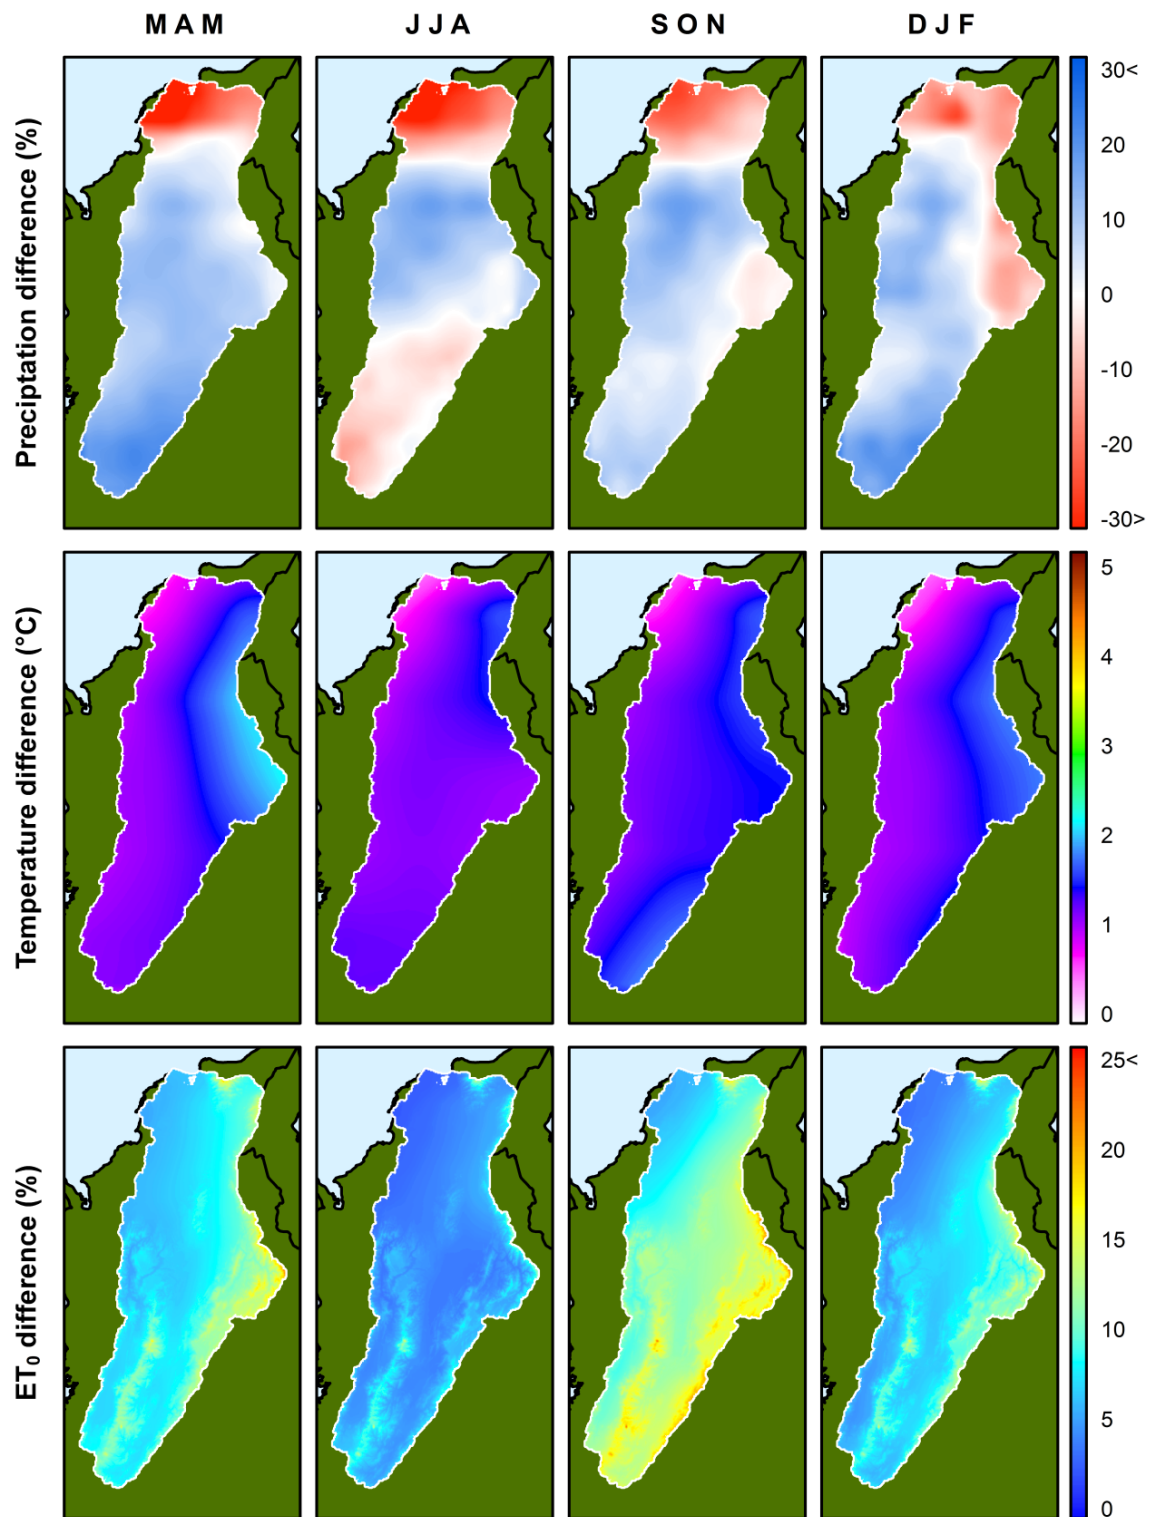 M A M
J J A
S O N
D J F
Preciptation difference (%)
30<
20
10
0
-10
-20
-30>
Temperature difference (°C)
5
4
3
2
1
0
ET₀ difference (%)
25<
20
15
10
5
0